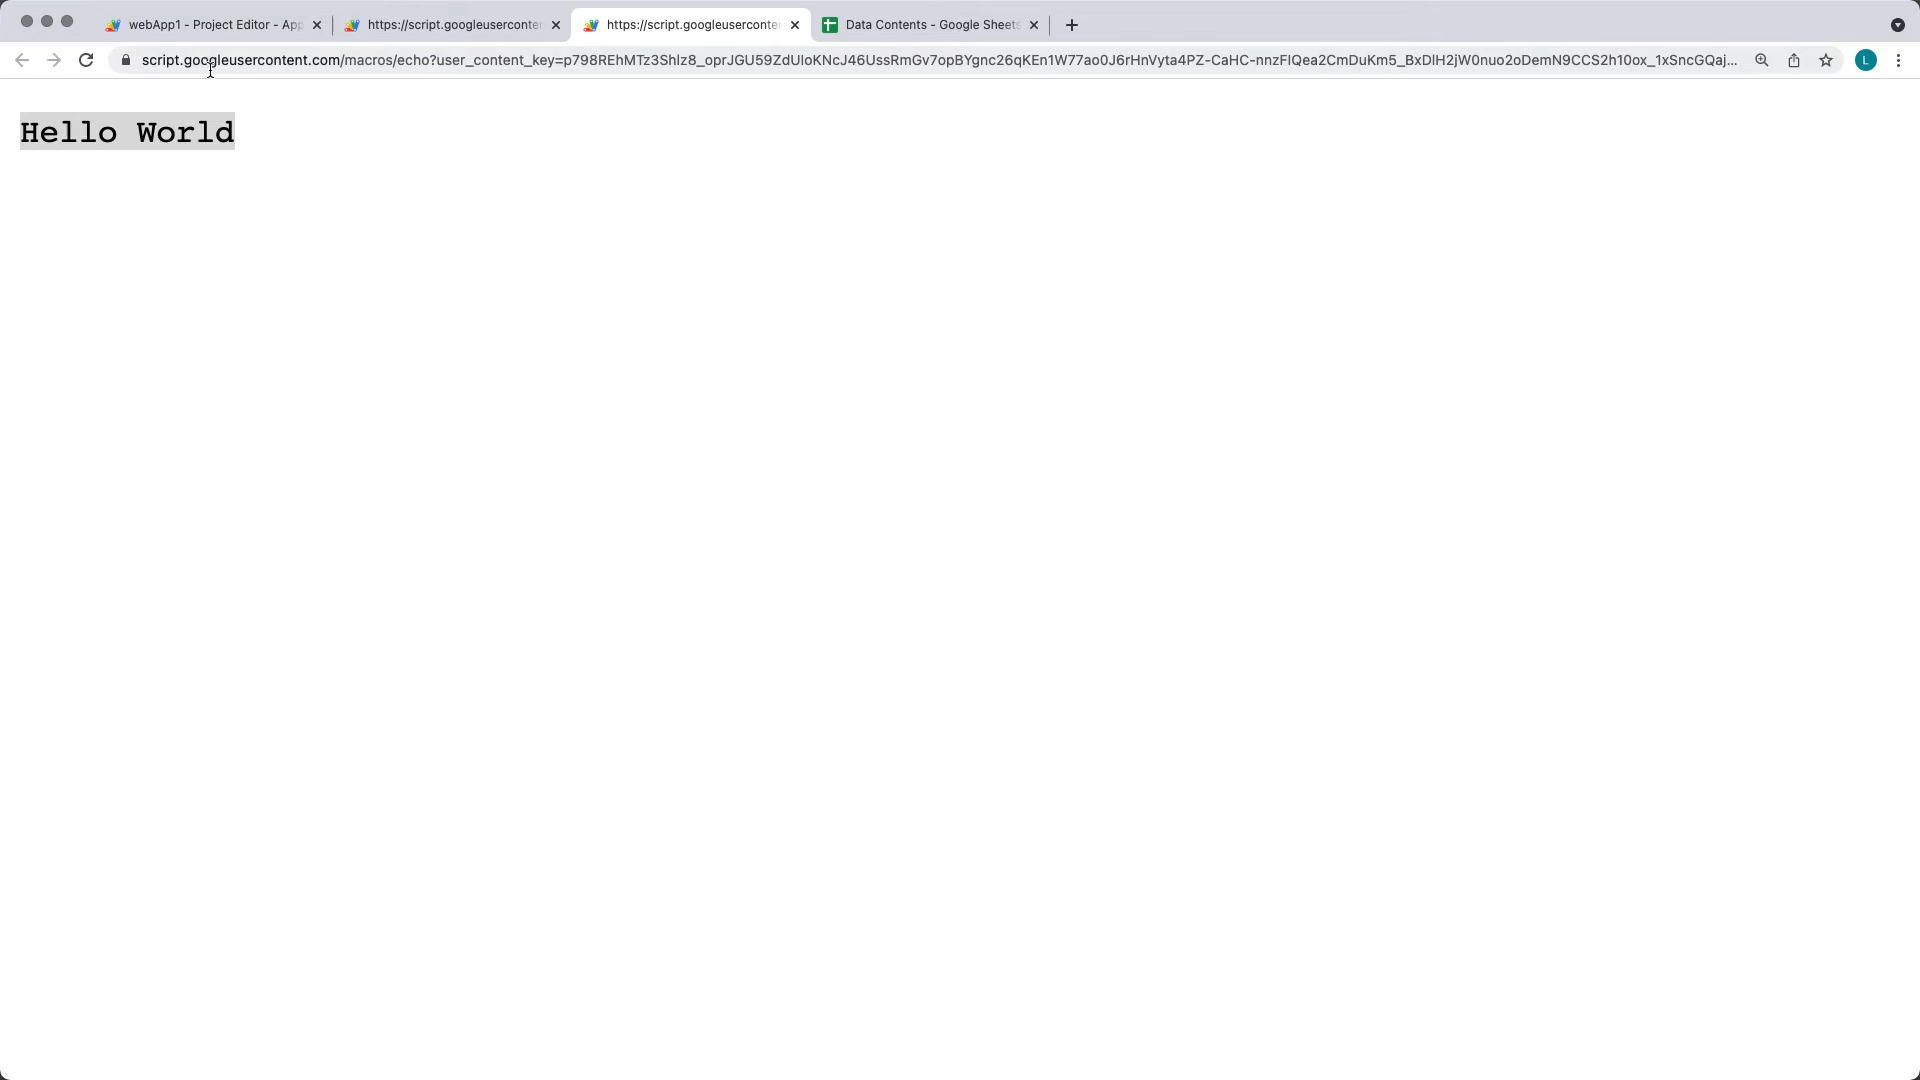 webApp1 - Project Editor - App
https://script.googleuserconten
https://script.googleuserconten
Data Contents - Google Sheets
script.googleusercontent.com/macros/echo?user_content_key=p798REhMTz3Shlz8_oprJGU59ZdUloKNcJ46UssRmGv7opBYgnc26qKEn1W77ao0J6rHnVyta4PZ-CaHC-nnzFIQea2CmDuKm5_BxDlH2jW0nuo2oDemN9CCS2h10ox_1xSncGQaj...
L
Hello World